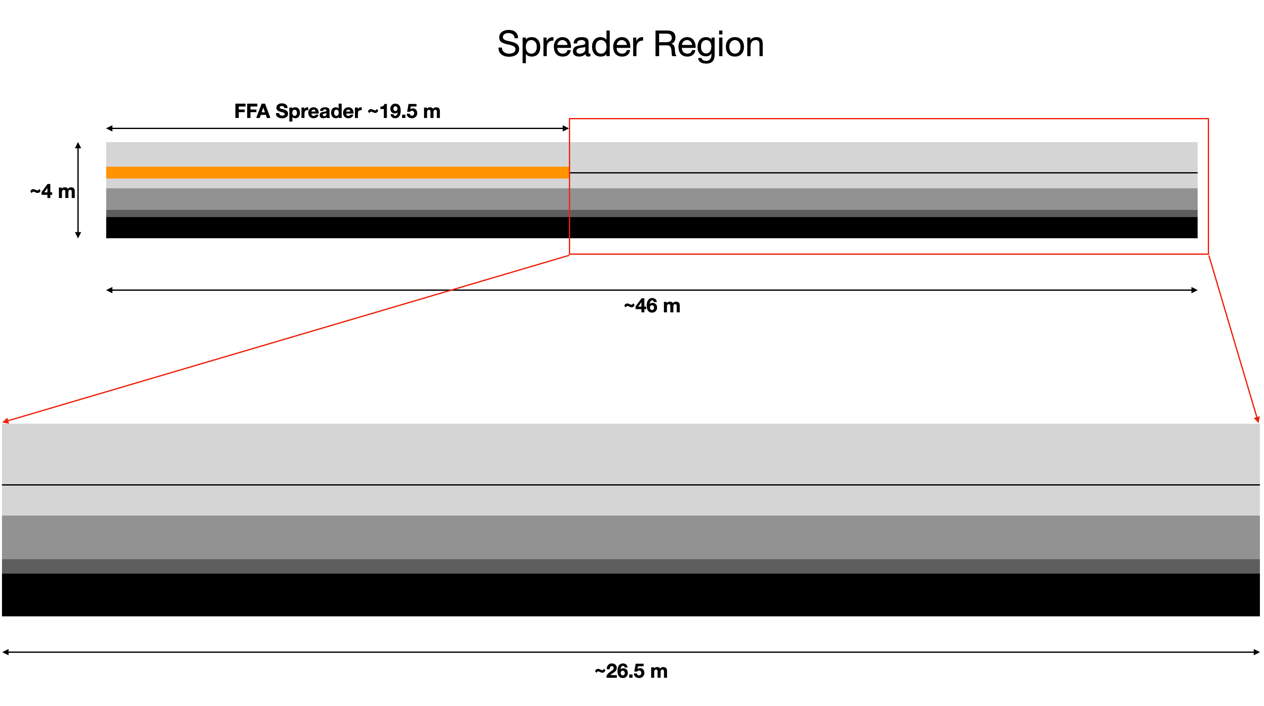 Spreader Region
FFA Spreader ~19.5 m
~4 m
~46 m
~26.5 m